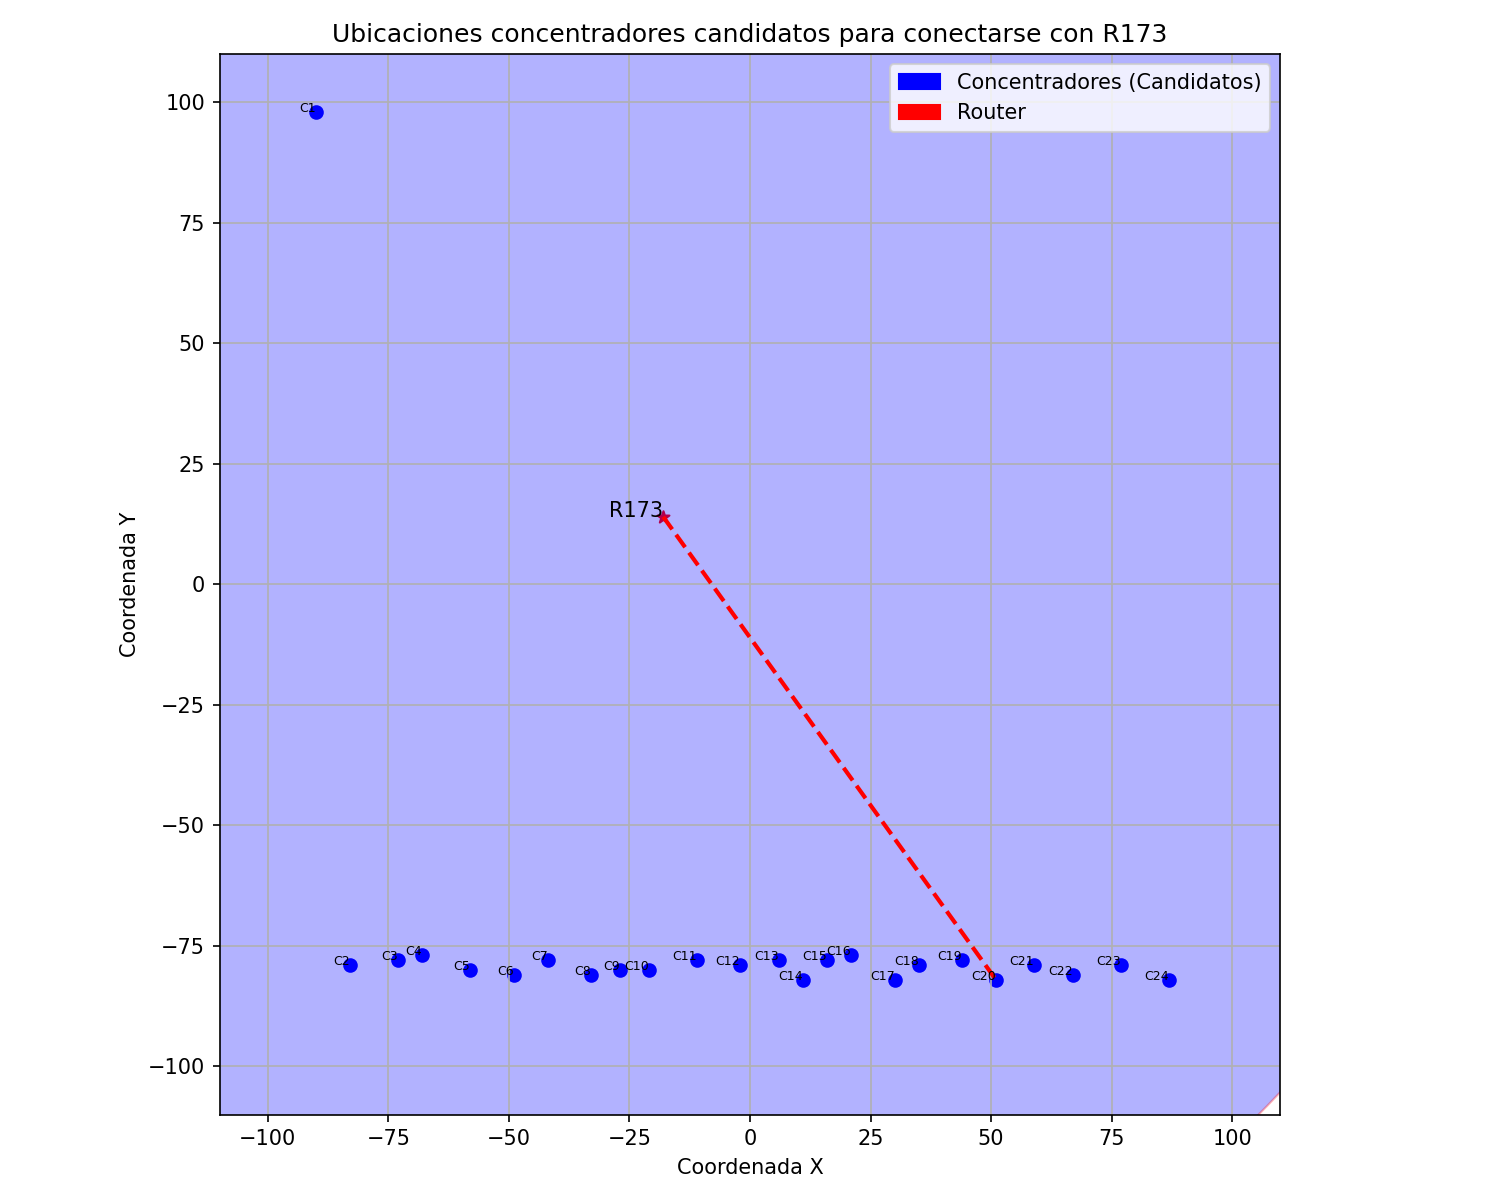 Ubicaciones concentradores candidatos para conectarse con R173
Concentradores (Candidatos)
Router
C1
R173
C2
C3
C4
C5
C6
C7
C8
C9
C10
C11
C12
C13
C14
C15
C16
C17
C18
C19
C20
C21
C22
C23
C24
100
75
50
25
0
−25
−50
−75
−100
Coordenada Y
−100
−75
−50
−25
0
25
50
75
100
Coordenada X